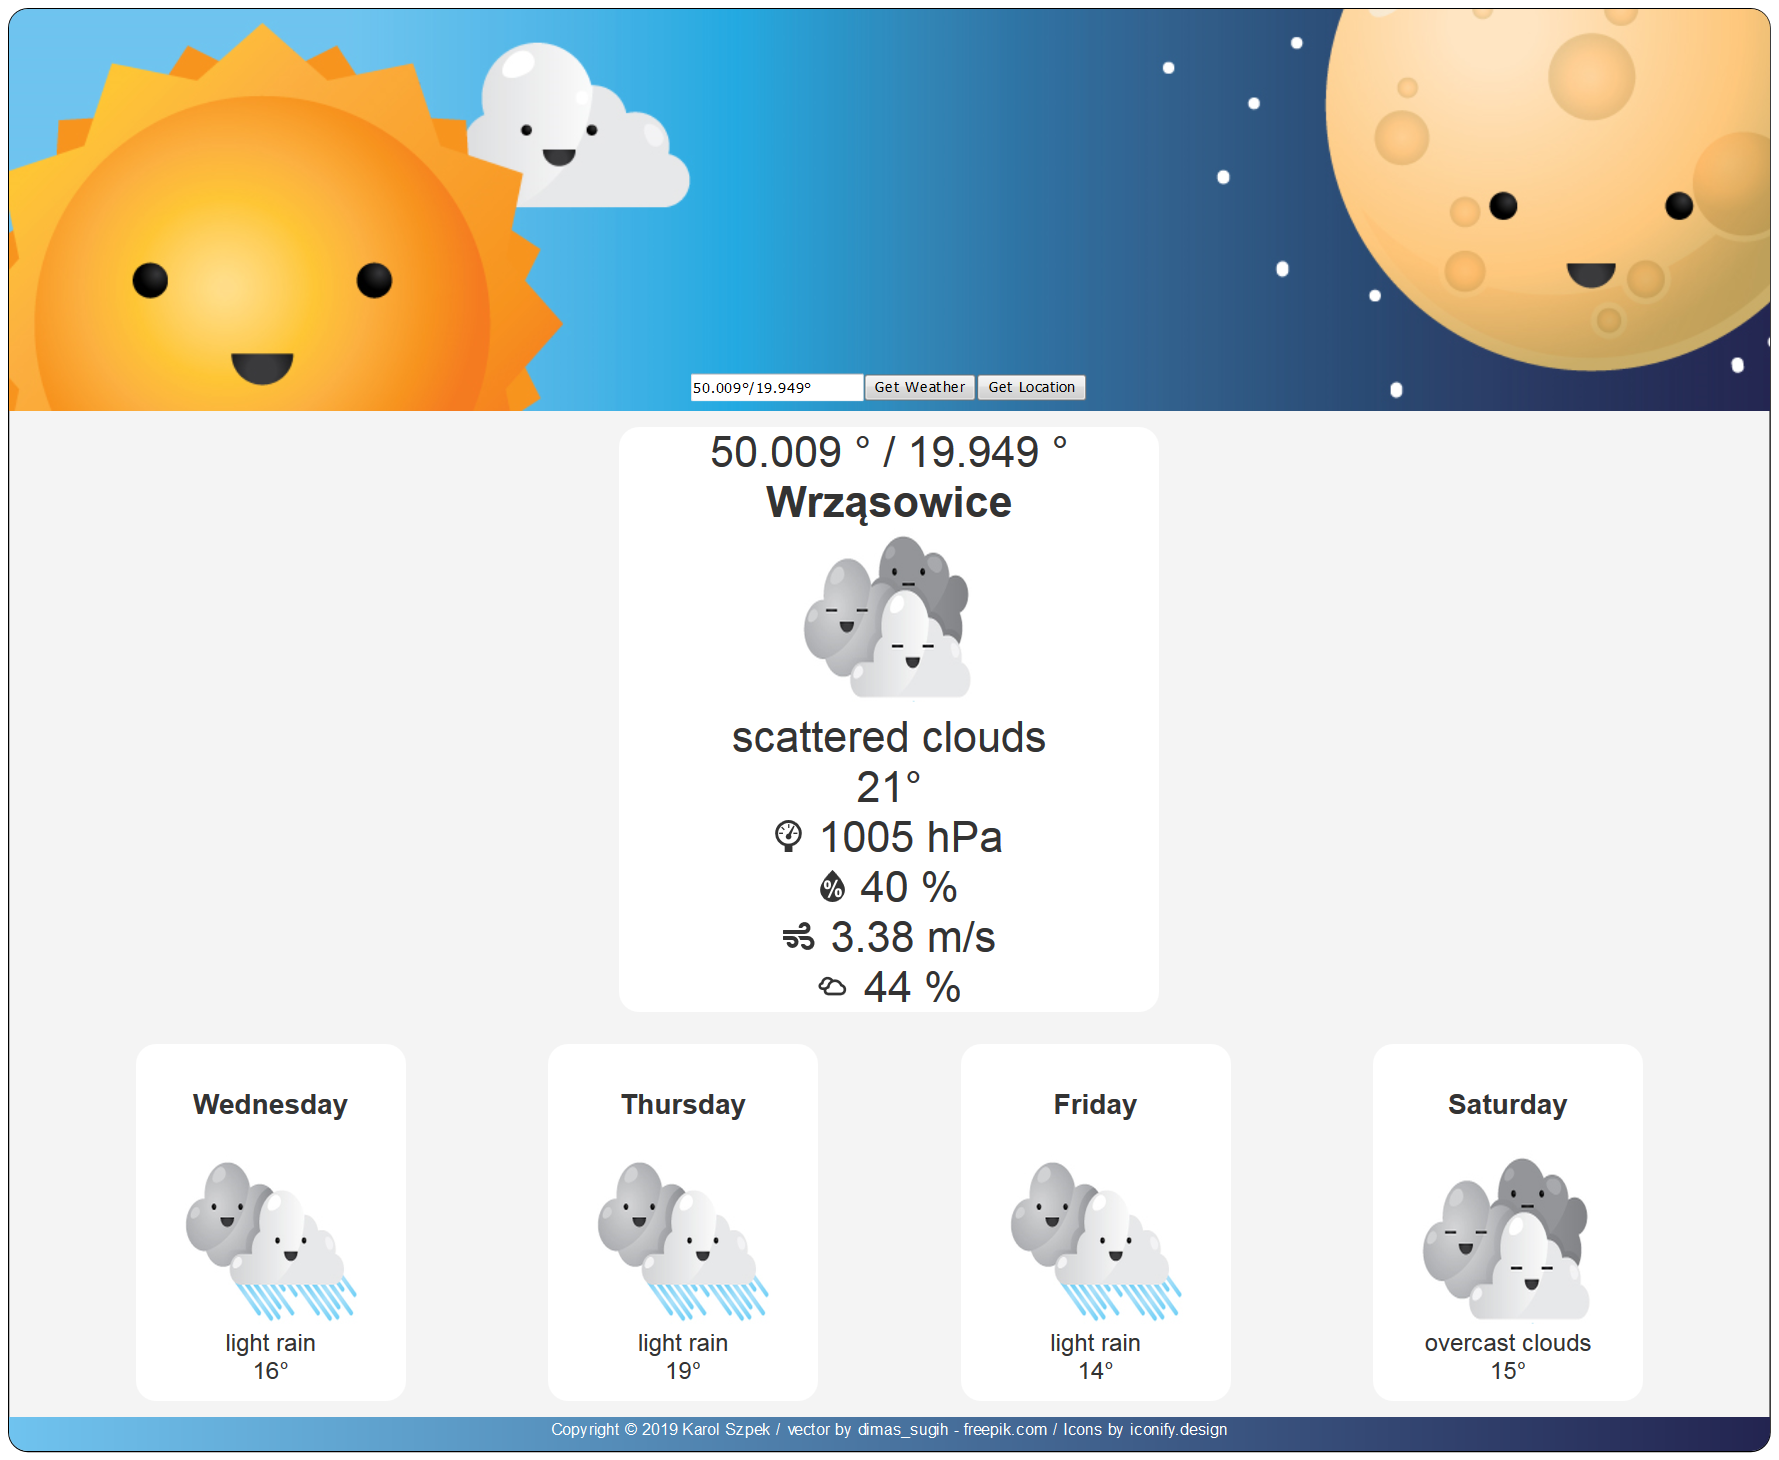 50.009°/19.949° Get Weather Get Location
50.009 ° / 19.949 °
Wrząsowice
scattered clouds
21°
1005 hPa
40 %
3.38 m/s
44 %
Wednesday
light rain
16°
Thursday
light rain
19°
Friday
light rain
14°
Saturday
overcast clouds
15°
Copyright © 2019 Karol Szpek / vector by dimas_sugih - freepik.com / Icons by iconify.design